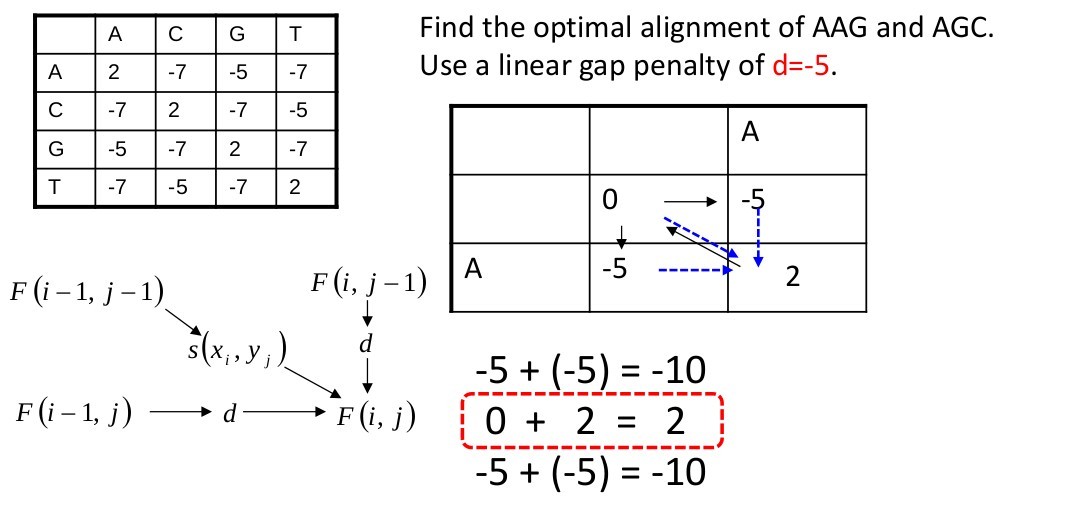 A C G T
A 2 -7 -5 -7
C -7 2 -7 -5
G -5 -7 2 -7
T -7 -5 -7 2
Find the optimal alignment of AAG and AGC.
Use a linear gap penalty of d=-5.
A
0 -5
A -5 2
F (i – 1, j – 1)
F (i, j – 1)
s(xᵢ, yⱼ)
d
F (i – 1, j)
d
F (i, j)
-5 + (-5) = -10
0 + 2 = 2
-5 + (-5) = -10